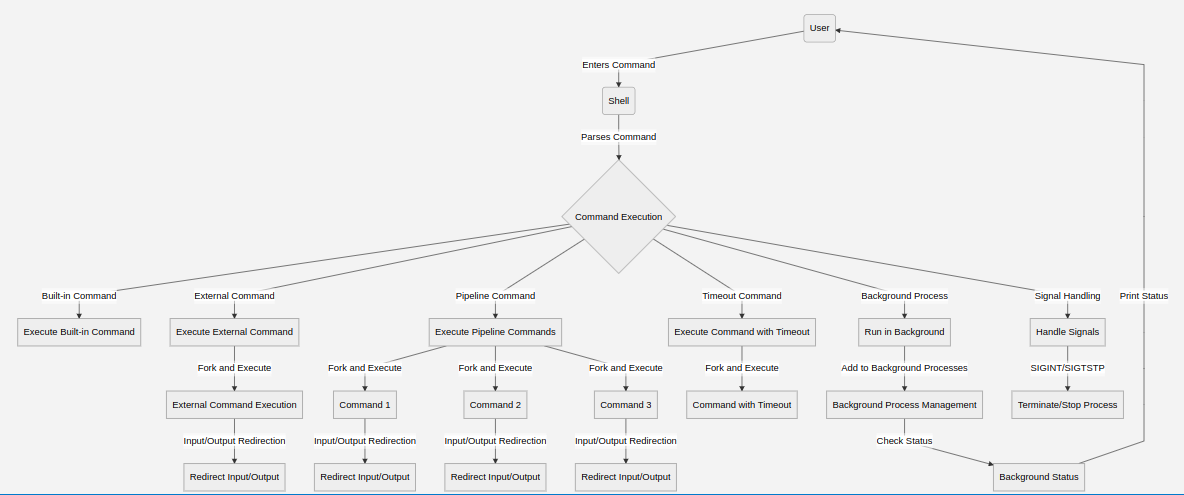 User
Enters Command
Shell
Parses Command
Command Execution
Built-in Command
External Command
Pipeline Command
Timeout Command
Background Process
Signal Handling
Print Status
Execute Built-in Command
Execute External Command
Execute Pipeline Commands
Execute Command with Timeout
Run in Background
Handle Signals
Fork and Execute
Fork and Execute
Fork and Execute
Fork and Execute
Fork and Execute
Add to Background Processes
SIGINT/SIGTSTP
External Command Execution
Command 1
Command 2
Command 3
Command with Timeout
Background Process Management
Terminate/Stop Process
Input/Output Redirection
Input/Output Redirection
Input/Output Redirection
Input/Output Redirection
Check Status
Redirect Input/Output
Redirect Input/Output
Redirect Input/Output
Redirect Input/Output
Background Status